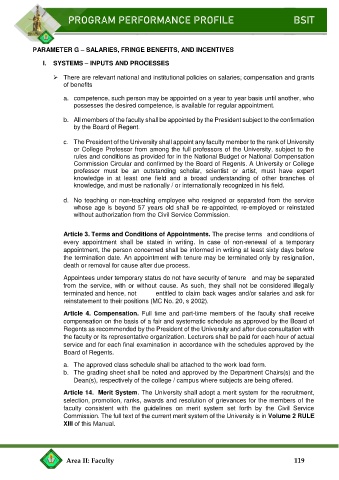 PROGRAM PERFORMANCE PROFILE BSIT
PARAMETER G – SALARIES, FRINGE BENEFITS, AND INCENTIVES
I. SYSTEMS – INPUTS AND PROCESSES
➢ There are relevant national and institutional policies on salaries, compensation and grants
of benefits
a. competence, such person may be appointed on a year to year basis until another, who
possesses the desired competence, is available for regular appointment.
b. All members of the faculty shall be appointed by the President subject to the confirmation
by the Board of Regent.
c. The President of the University shall appoint any faculty member to the rank of University
or College Professor from among the full professors of the University, subject to the
rules and conditions as provided for in the National Budget or National Compensation
Commission Circular and confirmed by the Board of Regents. A University or College
professor must be an outstanding scholar, scientist or artist, must have expert
knowledge in at least one field and a broad understanding of other branches of
knowledge, and must be nationally / or internationally recognized in his field.
d. No teaching or non-teaching employee who resigned or separated from the service
whose age is beyond 57 years old shall be re-appointed, re-employed or reinstated
without authorization from the Civil Service Commission.
Article 3. Terms and Conditions of Appointments. The precise terms and conditions of
every appointment shall be stated in writing. In case of non-renewal of a temporary
appointment, the person concerned shall be informed in writing at least sixty days before
the termination date. An appointment with tenure may be terminated only by resignation,
death or removal for cause after due process.
Appointees under temporary status do not have security of tenure and may be separated
from the service, with or without cause. As such, they shall not be considered illegally
terminated and hence, not entitled to claim back wages and/or salaries and ask for
reinstatement to their positions (MC No. 20, s 2002).
Article 4. Compensation. Full time and part-time members of the faculty shall receive
compensation on the basis of a fair and systematic schedule as approved by the Board of
Regents as recommended by the President of the University and after due consultation with
the faculty or its representative organization. Lecturers shall be paid for each hour of actual
service and for each final examination in accordance with the schedules approved by the
Board of Regents.
a. The approved class schedule shall be attached to the work load form.
b. The grading sheet shall be noted and approved by the Department Chairs(s) and the
Dean(s), respectively of the college / campus where subjects are being offered.
Article 14. Merit System. The University shall adopt a merit system for the recruitment,
selection, promotion, ranks, awards and resolution of grievances for the members of the
faculty consistent with the guidelines on merit system set forth by the Civil Service
Commission. The full text of the current merit system of the University is in Volume 2 RULE
XIII of this Manual.
Area II: Faculty 119